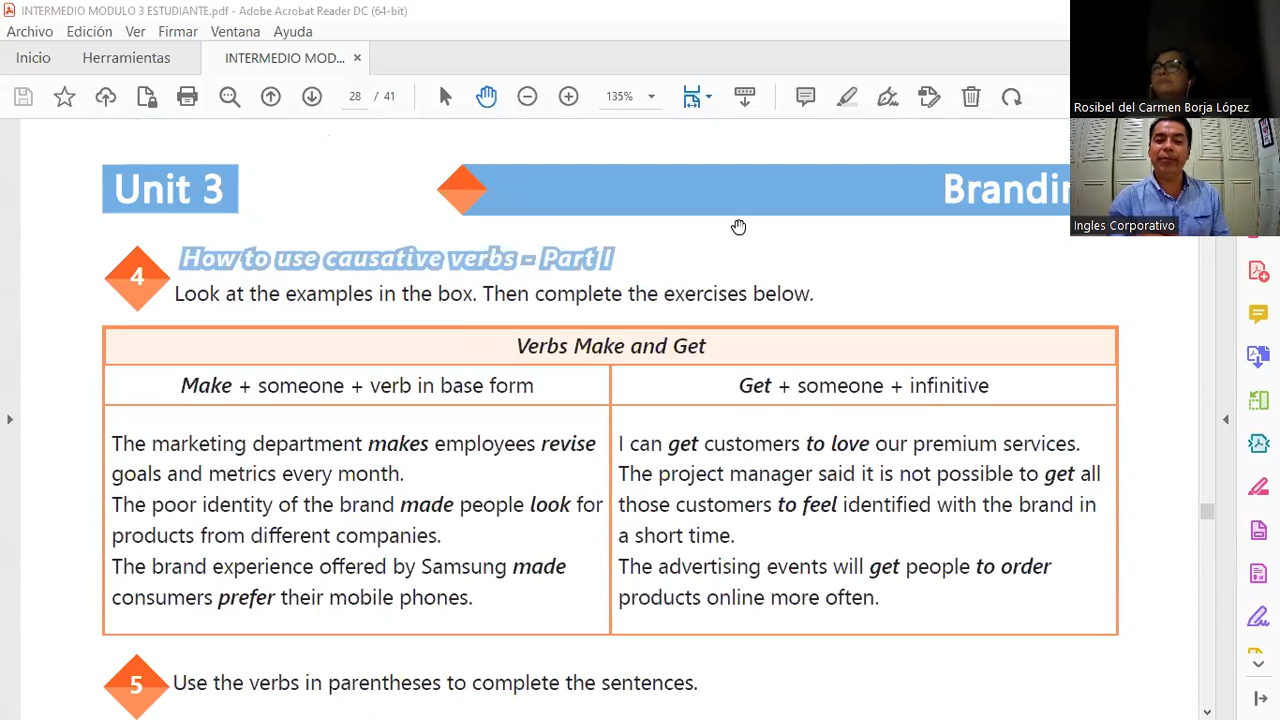 INTERMEDIO MODULO 3 ESTUDIANTE.pdf - Adobe Acrobat Reader DC (64-bit)
Archivo Edición Ver Firmar Ventana Ayuda
Inicio Herramientas INTERMEDIO MOD... ×
28 / 41 135%
Rosibel del Carmen Borja López
Ingles Corporativo
Unit 3 Brandin
4 How to use causative verbs - Part I
Look at the examples in the box. Then complete the exercises below.
Verbs Make and Get
Make + someone + verb in base form
The marketing department makes employees revise
goals and metrics every month.
The poor identity of the brand made people look for
products from different companies.
The brand experience offered by Samsung made
consumers prefer their mobile phones.
Get + someone + infinitive
I can get customers to love our premium services.
The project manager said it is not possible to get all
those customers to feel identified with the brand in
a short time.
The advertising events will get people to order
products online more often.
5 Use the verbs in parentheses to complete the sentences.